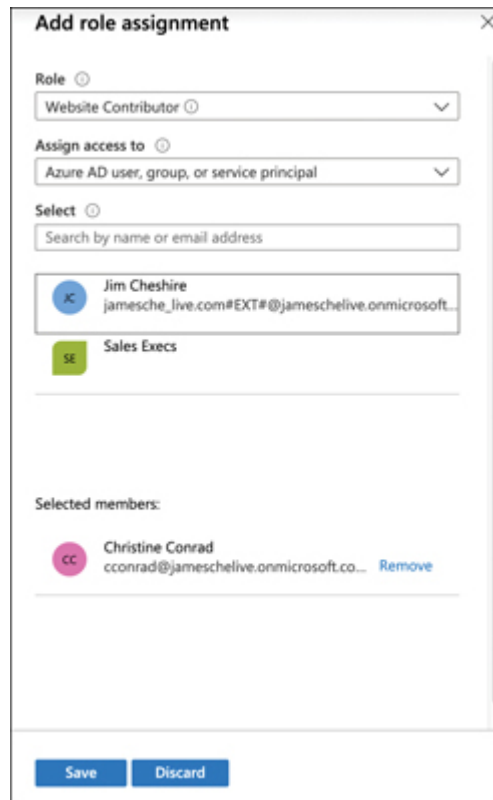 Add role assignment
Role
Website Contributor
Assign access to
Azure AD user, group, or service principal
Select
Search by name or email address
JC
Jim Cheshire
jamesche_live.com#EXT#@jameschelive.onmicrosoft...
SE
Sales Execs
Selected members:
CC
Christine Conrad
cconrad@jameschelive.onmicrosoft.co... Remove
Save Discard